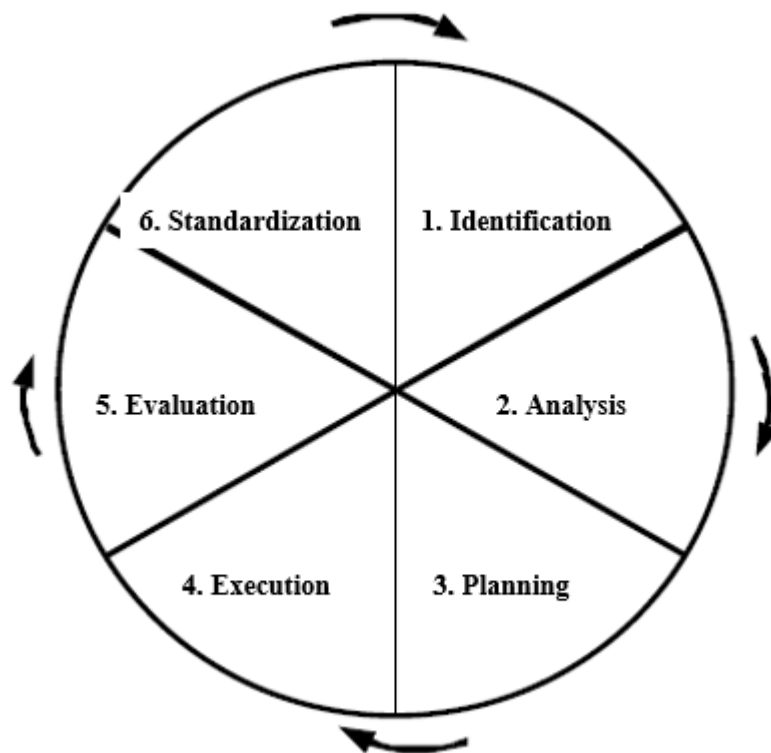 1. Identification
2. Analysis
3. Planning
4. Execution
5. Evaluation
6. Standardization